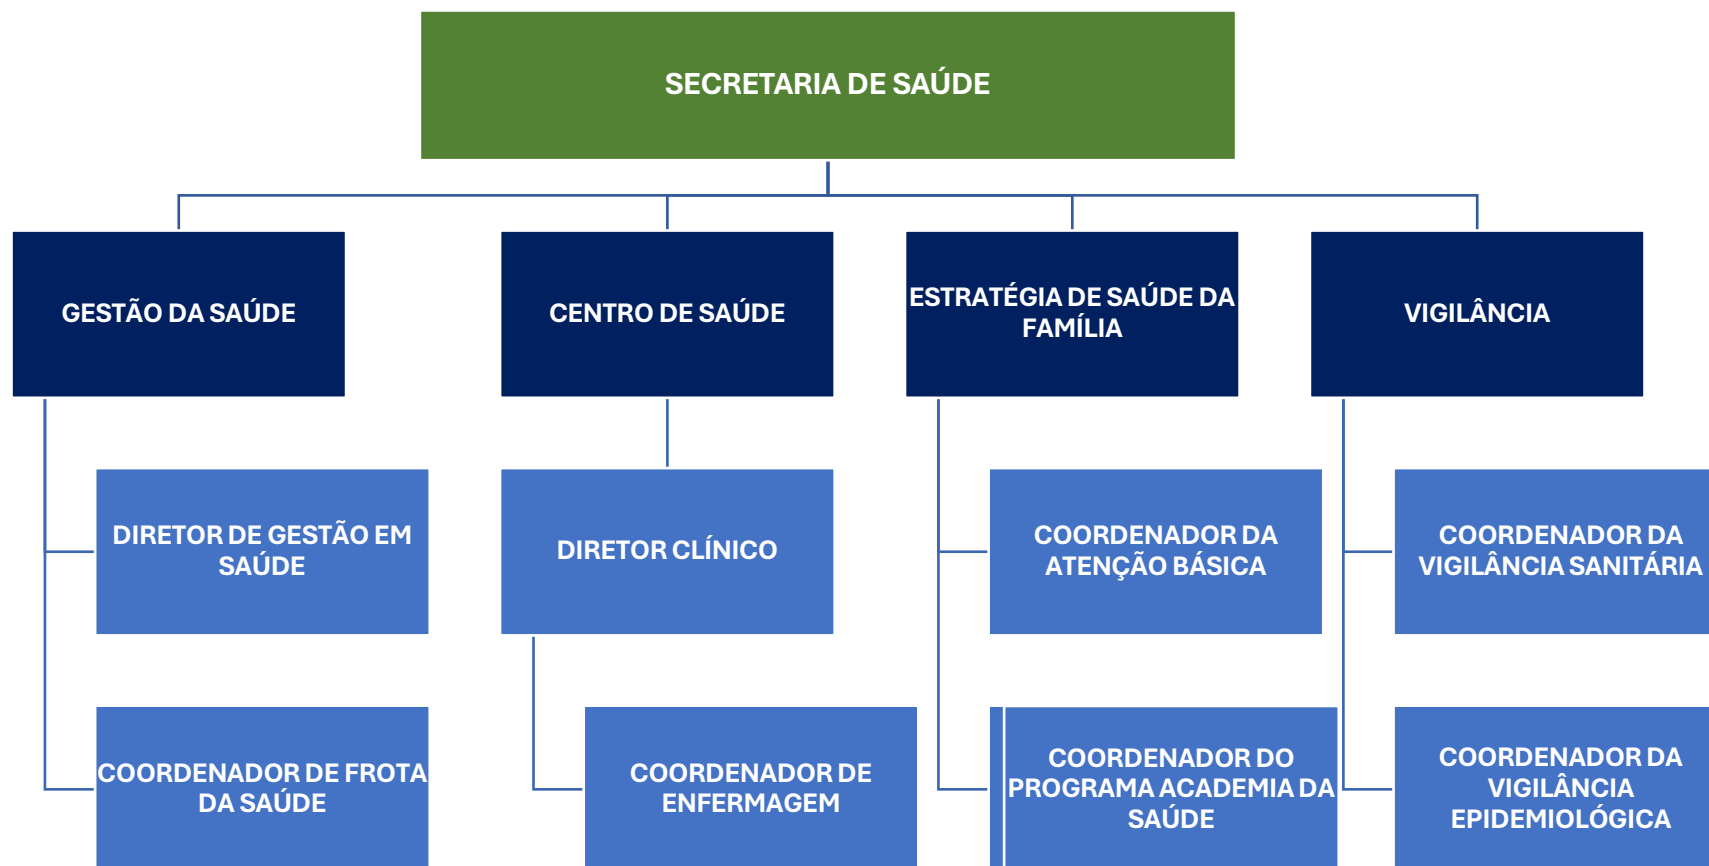 SECRETARIA DE SAÚDE
GESTÃO DA SAÚDE
CENTRO DE SAÚDE
ESTRATÉGIA DE SAÚDE DA
FAMÍLIA
VIGILÂNCIA
DIRETOR DE GESTÃO EM
SAÚDE
DIRETOR CLÍNICO
COORDENADOR DA
ATENÇÃO BÁSICA
COORDENADOR DA
VIGILÂNCIA SANITÁRIA
COORDENADOR DE FROTA
DA SAÚDE
COORDENADOR DE
ENFERMAGEM
COORDENADOR DO
PROGRAMA ACADEMIA DA
SAÚDE
COORDENADOR DA
VIGILÂNCIA
EPIDEMIOLÓGICA